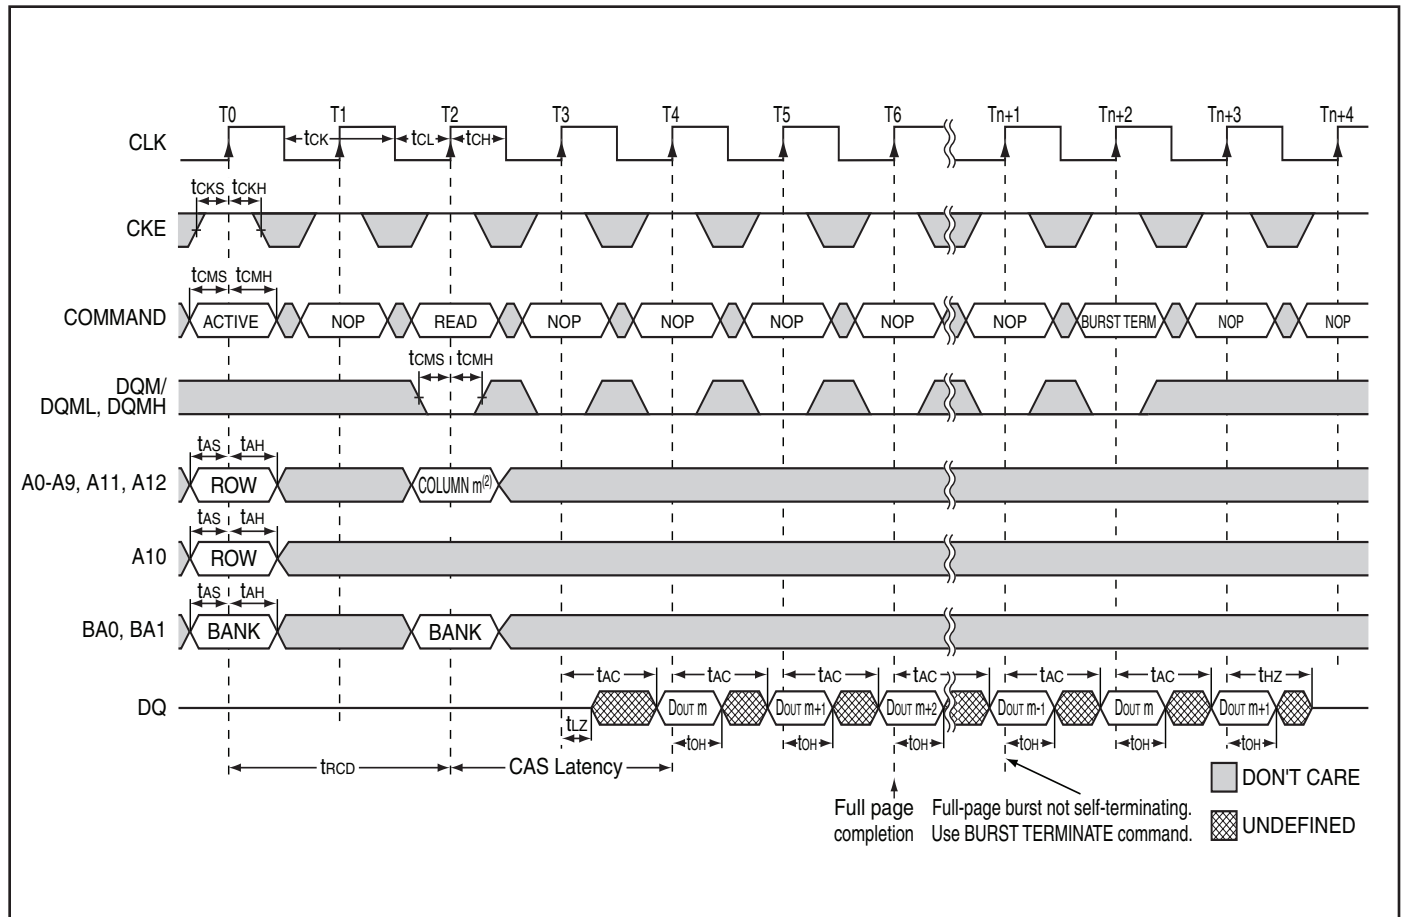 T0 T1 T2 T3 T4 T5 T6 Tn+1 Tn+2 Tn+3 Tn+4
CLK
tCK tCL tCH
tCKS tCKH
CKE
tCMS tCMH
COMMAND
ACTIVE NOP READ NOP NOP NOP NOP NOP BURST TERM NOP NOP
tCMS tCMH
DQM/
DQML, DQMH
tAS tAH
A0-A9, A11, A12
ROW COLUMN m(2)
tAS tAH
A10
ROW
tAS tAH
BA0, BA1
BANK BANK
tAC tAC tAC tAC tAC tAC tHZ
DQ
DOUT m DOUT m+1 DOUT m+2 DOUT m-1 DOUT m DOUT m+1
tLZ tOH tOH tOH tOH tOH tOH
tRCD CAS Latency
DON'T CARE
UNDEFINED
Full page
completion
Full-page burst not self-terminating.
Use BURST TERMINATE command.